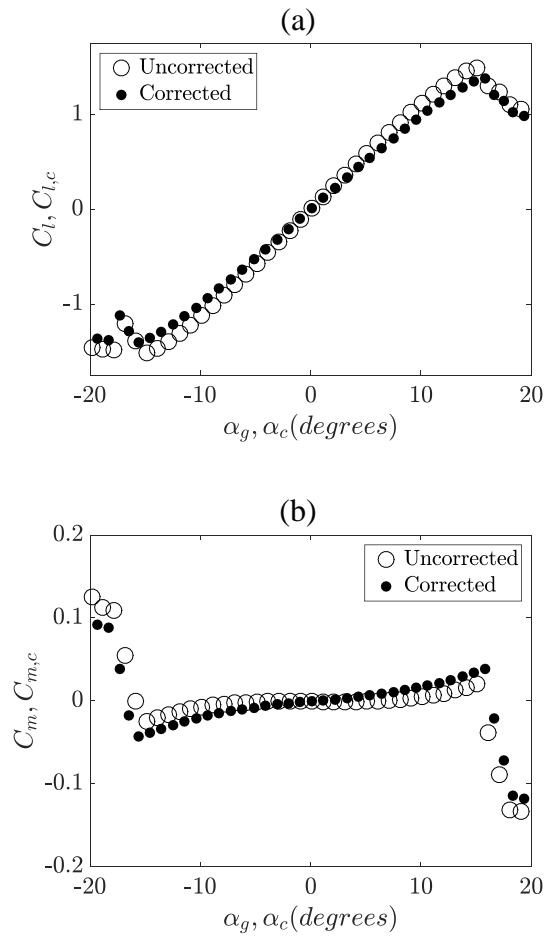 (a)
Uncorrected
Corrected
1
0
-1
C_l, C_{l,c}
-20 -10 0 10 20
α_g, α_c(degrees)
(b)
0.2
Uncorrected
Corrected
0.1
0
-0.1
-0.2
C_m, C_{m,c}
-20 -10 0 10 20
α_g, α_c(degrees)